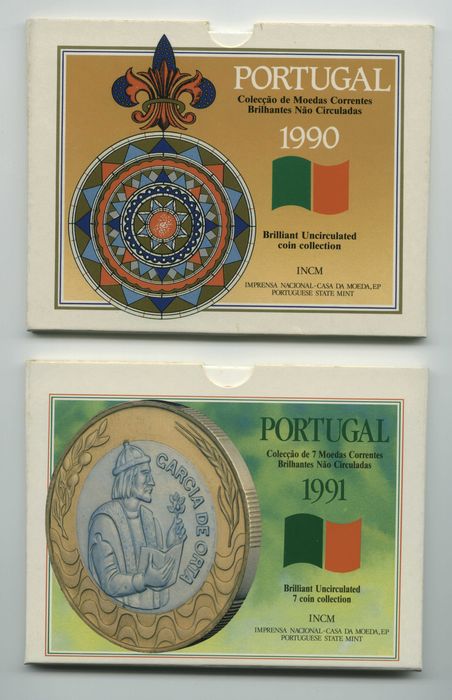 PORTUGAL
Colecção de Moedas Correntes
Brilhantes Não Circuladas
1990
Brilliant Uncirculated
coin collection
INCM
IMPRENSA NACIONAL-CASA DA MOEDA, EP
PORTUGUESE STATE MINT
PORTUGAL
Colecção de 7 Moedas Correntes
Brilhantes Não Circuladas
1991
GARCIA DE ORTA
Brilliant Uncirculated
7 coin collection
INCM
IMPRENSA NACIONAL-CASA DA MOEDA, EP
PORTUGUESE STATE MINT